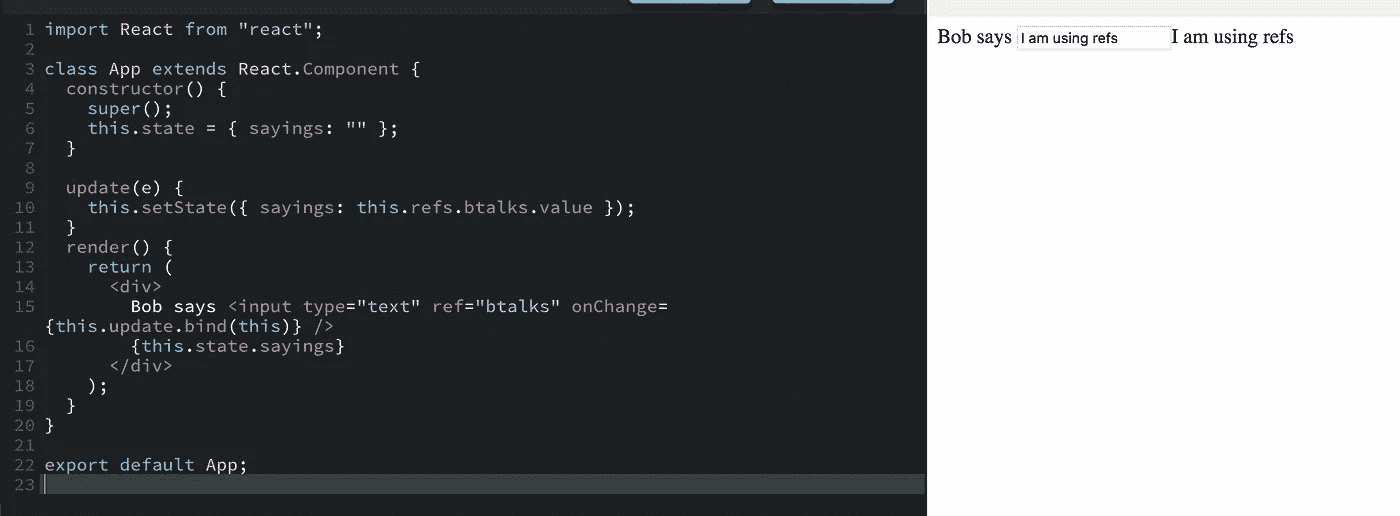 1 import React from "react";
2
3 class App extends React.Component {
4   constructor() {
5     super();
6     this.state = { sayings: "" };
7   }
8
9   update(e) {
10     this.setState({ sayings: this.refs.btalks.value });
11   }
12   render() {
13     return (
14       <div>
15         Bob says <input type="text" ref="btalks" onChange=
{this.update.bind(this)} />
16         {this.state.sayings}
17       </div>
18     );
19   }
20 }
21
22 export default App;
23
Bob says I am using refs I am using refs